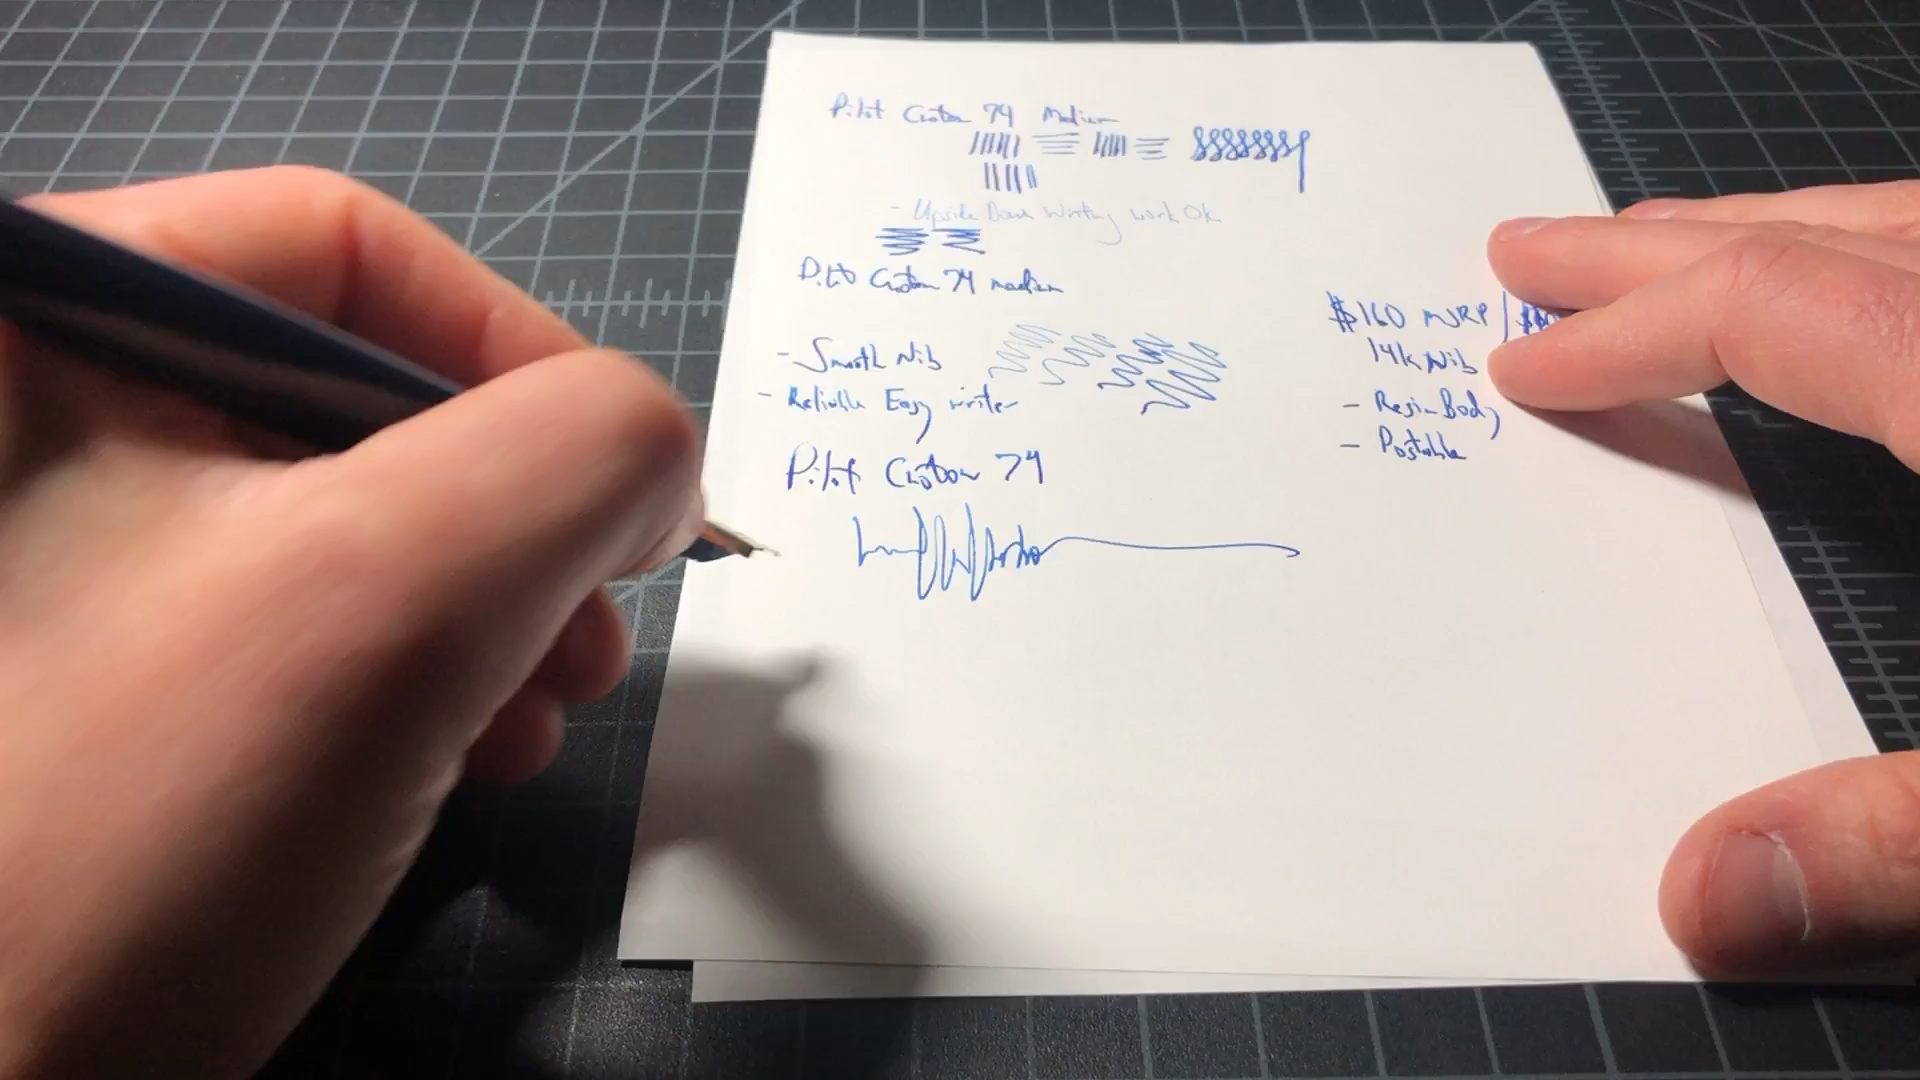 Pilot Custom 74 Medium
- Upside Down Writing work Ok
Pilot Custom 74 medium
- Smooth Nib
- Reliable Easy writer
Pilot Custom 74
$160 MSRP /
14k Nib
- Resin Body
- Postable